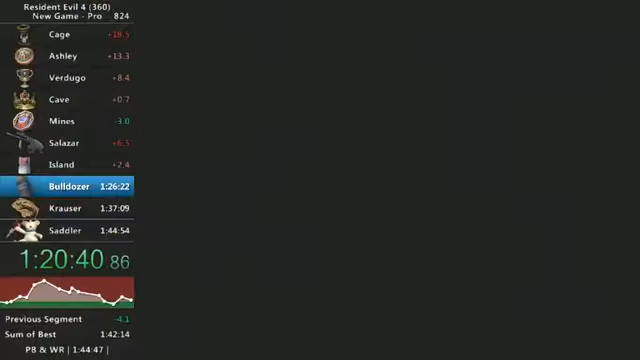 Resident Evil 4 (360)
New Game - Pro 824
Cage +18.5
Ashley +13.3
Verdugo +8.4
Cave +0.7
Mines -3.0
Salazar +6.5
Island +2.4
Bulldozer 1:26:22
Krauser 1:37:09
Saddler 1:44:54
1:20:40 86
Previous Segment -4.1
Sum of Best 1:42:14
PB & WR | 1:44:47 |